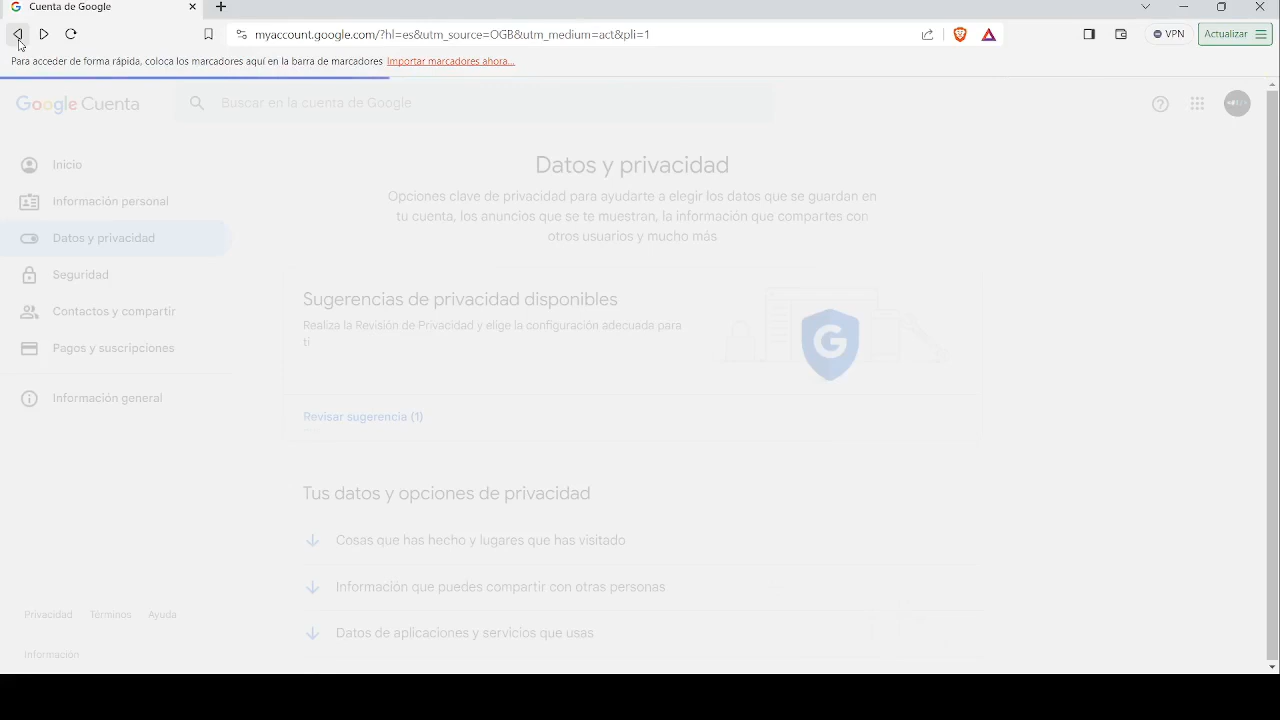 Cuenta de Google
myaccount.google.com/?hl=es&utm_source=OGB&utm_medium=act&pli=1
VPN
Actualizar
Para acceder de forma rápida, coloca los marcadores aquí en la barra de marcadores Importar marcadores ahora...
Google Cuenta
Buscar en la cuenta de Google
Inicio
Información personal
Datos y privacidad
Seguridad
Contactos y compartir
Pagos y suscripciones
Información general
Privacidad Términos Ayuda
Información
Datos y privacidad
Opciones clave de privacidad para ayudarte a elegir los datos que se guardan en
tu cuenta, los anuncios que se te muestran, la información que compartes con
otros usuarios y mucho más
Sugerencias de privacidad disponibles
Realiza la Revisión de Privacidad y elige la configuración adecuada para
ti
G
Revisar sugerencia (1)
Tus datos y opciones de privacidad
Cosas que has hecho y lugares que has visitado
Información que puedes compartir con otras personas
Datos de aplicaciones y servicios que usas